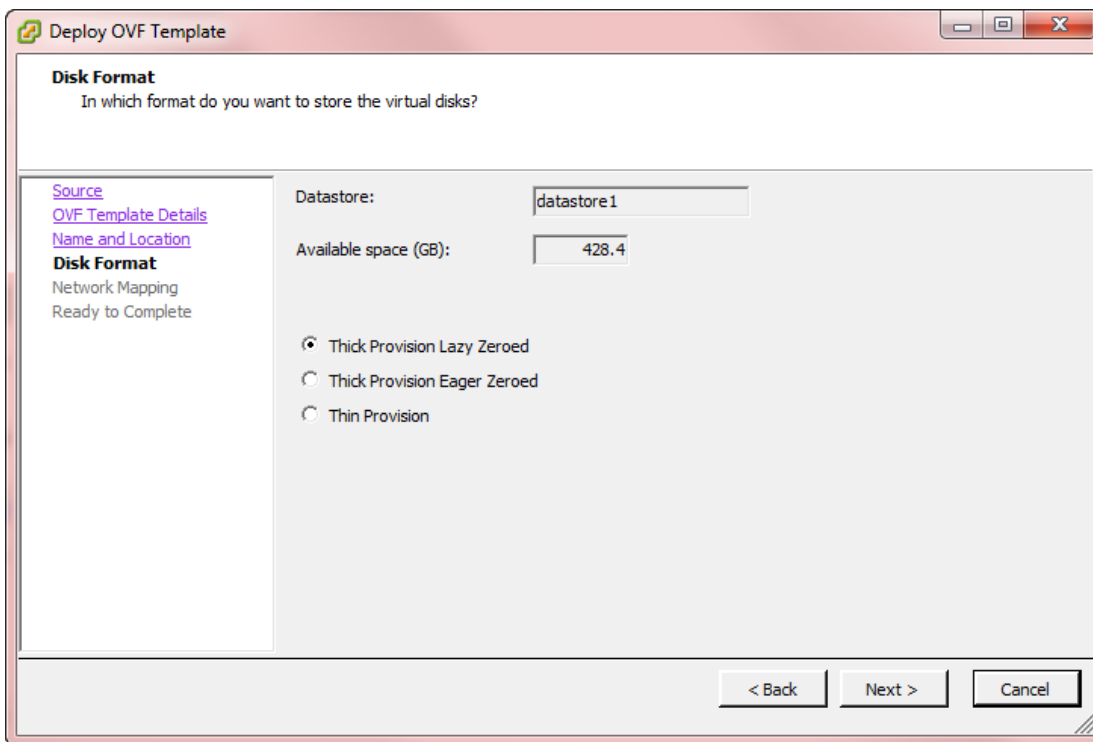 Deploy OVF Template
Disk Format
In which format do you want to store the virtual disks?
Source
OVF Template Details
Name and Location
Disk Format
Network Mapping
Ready to Complete
Datastore: datastore1
Available space (GB): 428.4
Thick Provision Lazy Zeroed
Thick Provision Eager Zeroed
Thin Provision
< Back Next > Cancel